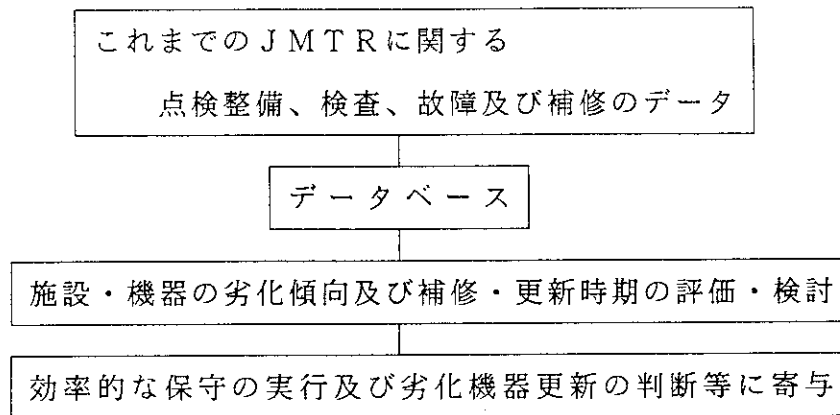 これまでのＪＭＴＲに関する
点検整備、検査、故障及び補修のデータ
データベース
施設・機器の劣化傾向及び補修・更新時期の評価・検討
効率的な保守の実行及び劣化機器更新の判断等に寄与